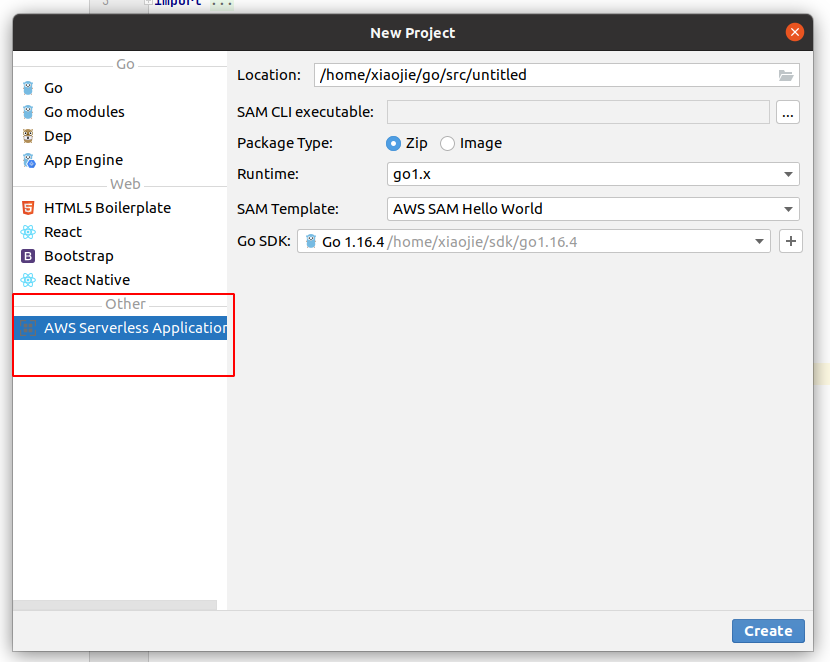 5 import ...
New Project
Go
Go
Go modules
Dep
App Engine
Web
HTML5 Boilerplate
React
Bootstrap
React Native
Other
AWS Serverless Application
Location: /home/xiaojie/go/src/untitled
SAM CLI executable: ...
Package Type: Zip Image
Runtime: go1.x
SAM Template: AWS SAM Hello World
Go SDK: Go 1.16.4 /home/xiaojie/sdk/go1.16.4
Create